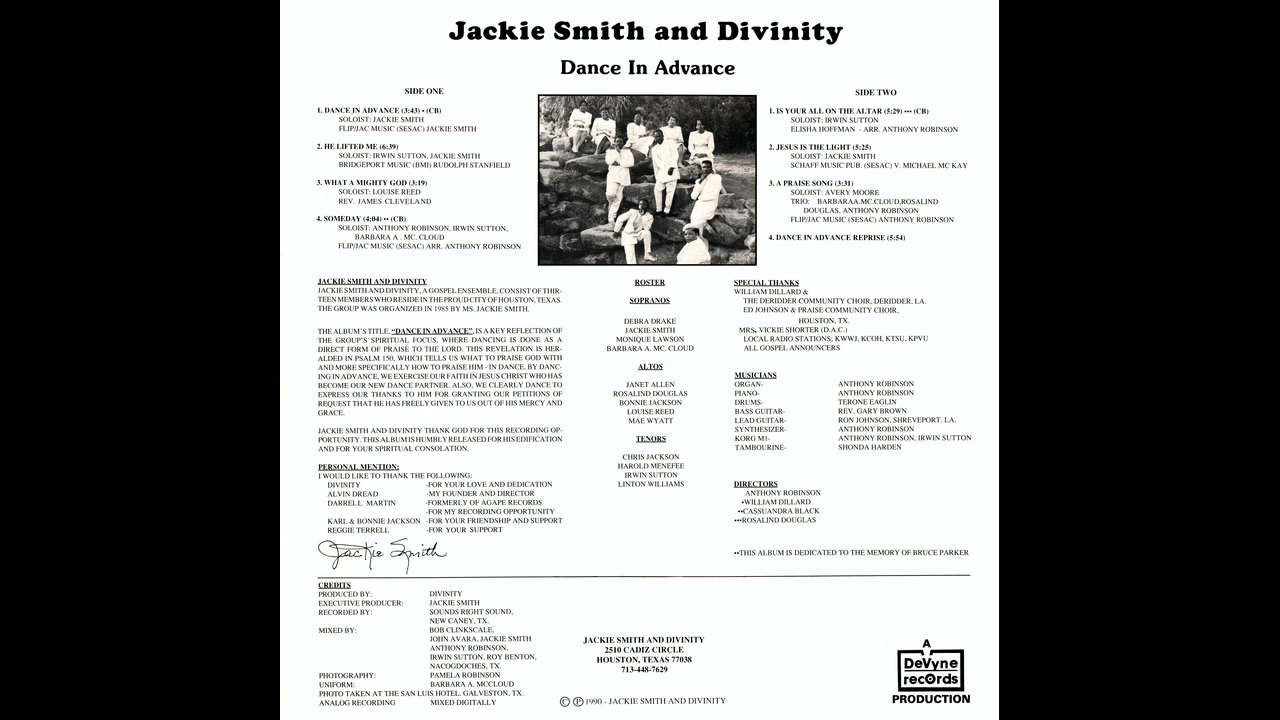 Jackie Smith and Divinity
Dance In Advance
SIDE ONE
1. DANCE IN ADVANCE (3:43) • (CB)
SOLOIST: JACKIE SMITH
FLIP/JAC MUSIC (SESAC) JACKIE SMITH
2. HE LIFTED ME (6:39)
SOLOIST: IRWIN SUTTON, JACKIE SMITH
BRIDGEPORT MUSIC (BMI) RUDOLPH STANFIELD
3. WHAT A MIGHTY GOD (3:19)
SOLOIST: LOUISE REED
REV. JAMES CLEVELAND
4. SOMEDAY (4:04) •• (CB)
SOLOIST: ANTHONY ROBINSON, IRWIN SUTTON,
BARBARA A . MC. CLOUD
FLIP/JAC MUSIC (SESAC) ARR. ANTHONY ROBINSON
SIDE TWO
1. IS YOUR ALL ON THE ALTAR (5:29) ••• (CB)
SOLOIST: IRWIN SUTTON
ELISHA HOFFMAN - ARR. ANTHONY ROBINSON
2. JESUS IS THE LIGHT (5:25)
SOLOIST: JACKIE SMITH
SCHAFF MUSIC PUB. (SESAC) V. MICHAEL MC KAY
3. A PRAISE SONG (3:31)
SOLOIST: AVERY MOORE
TRIO: BARBARAA.MC.CLOUD,ROSALIND
DOUGLAS, ANTHONY ROBINSON
FLIP/JAC MUSIC (SESAC) ANTHONY ROBINSON
4. DANCE IN ADVANCE REPRISE (5:54)
JACKIE SMITH AND DIVINITY
JACKIE SMITH AND DIVINITY, A GOSPEL ENSEMBLE, CONSIST OF THIR-
TEEN MEMBERS WHO RESIDE IN THE PROUD CITY OF HOUSTON, TEXAS.
THE GROUP WAS ORGANIZED IN 1985 BY MS. JACKIE SMITH.
THE ALBUM'S TITLE, "DANCE IN ADVANCE", IS A KEY REFLECTION OF
THE GROUP'S SPIRITUAL FOCUS, WHERE DANCING IS DONE AS A
DIRECT FORM OF PRAISE TO THE LORD. THIS REVELATION IS HER-
ALDED IN PSALM 150, WHICH TELLS US WHAT TO PRAISE GOD WITH
AND MORE SPECIFICALLY HOW TO PRAISE HIM - IN DANCE. BY DANC-
ING IN ADVANCE, WE EXERCISE OUR FAITH IN JESUS CHRIST WHO HAS
BECOME OUR NEW DANCE PARTNER. ALSO, WE CLEARLY DANCE TO
EXPRESS OUR THANKS TO HIM FOR GRANTING OUR PETITIONS OF
REQUEST THAT HE HAS FREELY GIVEN TO US OUT OF HIS MERCY AND
GRACE.
JACKIE SMITH AND DIVINITY THANK GOD FOR THIS RECORDING OP-
PORTUNITY. THIS ALBUM IS HUMBLY RELEASED FOR HIS EDIFICATION
AND FOR YOUR SPIRITUAL CONSOLATION.
PERSONAL MENTION:
I WOULD LIKE TO THANK THE FOLLOWING:
DIVINITY -FOR YOUR LOVE AND DEDICATION
ALVIN DREAD -MY FOUNDER AND DIRECTOR
DARRELL MARTIN -FORMERLY OF AGAPE RECORDS
-FOR MY RECORDING OPPORTUNITY
KARL & BONNIE JACKSON -FOR YOUR FRIENDSHIP AND SUPPORT
REGGIE TERRELL -FOR YOUR SUPPORT
Jackie Smith
ROSTER
SOPRANOS
DEBRA DRAKE
JACKIE SMITH
MONIQUE LAWSON
BARBARA A. MC. CLOUD
ALTOS
JANET ALLEN
ROSALIND DOUGLAS
BONNIE JACKSON
LOUISE REED
MAE WYATT
TENORS
CHRIS JACKSON
HAROLD MENEFEE
IRWIN SUTTON
LINTON WILLIAMS
SPECIAL THANKS
WILLIAM DILLARD &
THE DERIDDER COMMUNITY CHOIR, DERIDDER, LA.
ED JOHNSON & PRAISE COMMUNITY CHOIR,
HOUSTON, TX.
MRS. VICKIE SHORTER (D.A.C.)
LOCAL RADIO STATIONS; KWWJ, KCOH, KTSU, KPVU
ALL GOSPEL ANNOUNCERS
MUSICIANS
ORGAN- ANTHONY ROBINSON
PIANO- ANTHONY ROBINSON
DRUMS- TERONE EAGLIN
BASS GUITAR- REV. GARY BROWN
LEAD GUITAR- RON JOHNSON, SHREVEPORT. LA.
SYNTHESIZER- ANTHONY ROBINSON
KORG M1- ANTHONY ROBINSON, IRWIN SUTTON
TAMBOURINE- SHONDA HARDEN
DIRECTORS
ANTHONY ROBINSON
•WILLIAM DILLARD
••CASSUANDRA BLACK
•••ROSALIND DOUGLAS
••THIS ALBUM IS DEDICATED TO THE MEMORY OF BRUCE PARKER
CREDITS
PRODUCED BY: DIVINITY
EXECUTIVE PRODUCER: JACKIE SMITH
RECORDED BY: SOUNDS RIGHT SOUND,
NEW CANEY, TX.
MIXED BY: BOB CLINKSCALE,
JOHN AVARA, JACKIE SMITH
ANTHONY ROBINSON,
IRWIN SUTTON, ROY BENTON,
NACOGDOCHES, TX.
PHOTOGRAPHY: PAMELA ROBINSON
UNIFORM: BARBARA A. MCCLOUD
PHOTO TAKEN AT THE SAN LUIS HOTEL. GALVESTON, TX.
ANALOG RECORDING MIXED DIGITALLY
JACKIE SMITH AND DIVINITY
2510 CADIZ CIRCLE
HOUSTON, TEXAS 77038
713-448-7629
© ℗ 1990 - JACKIE SMITH AND DIVINITY
A
DeVyne
records
PRODUCTION